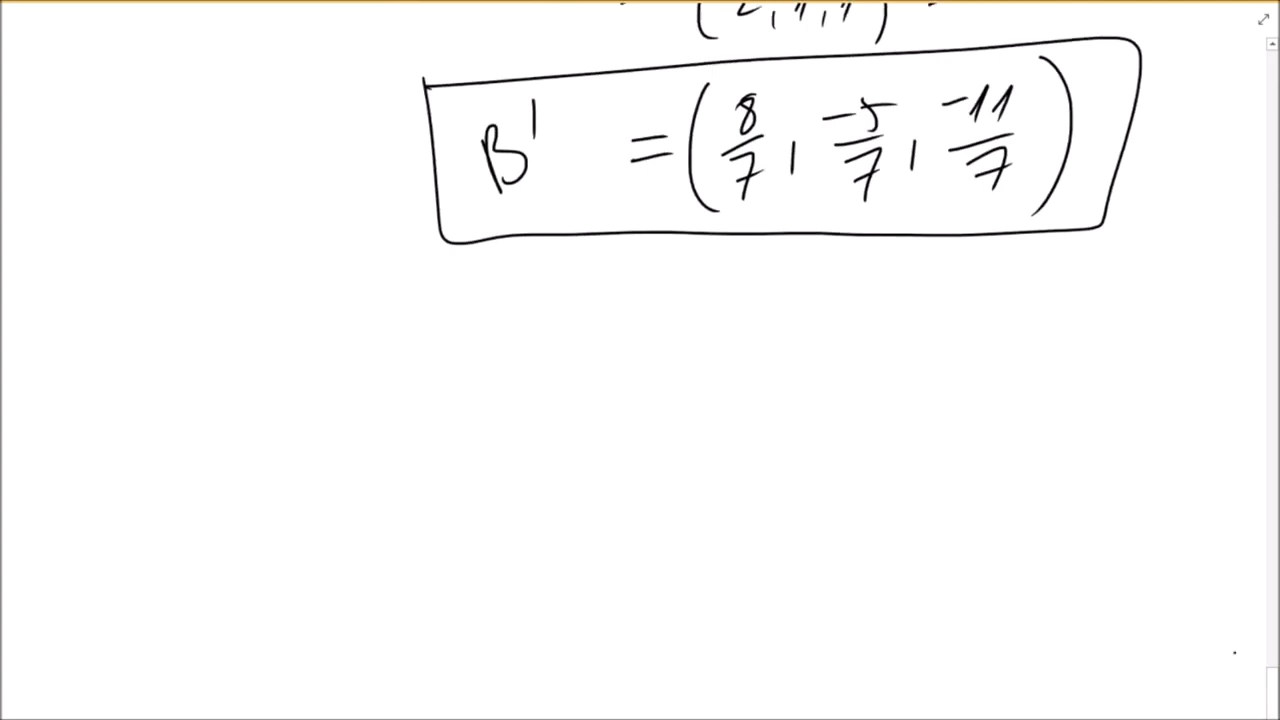 B' = (8/7, -5/7, -11/7)